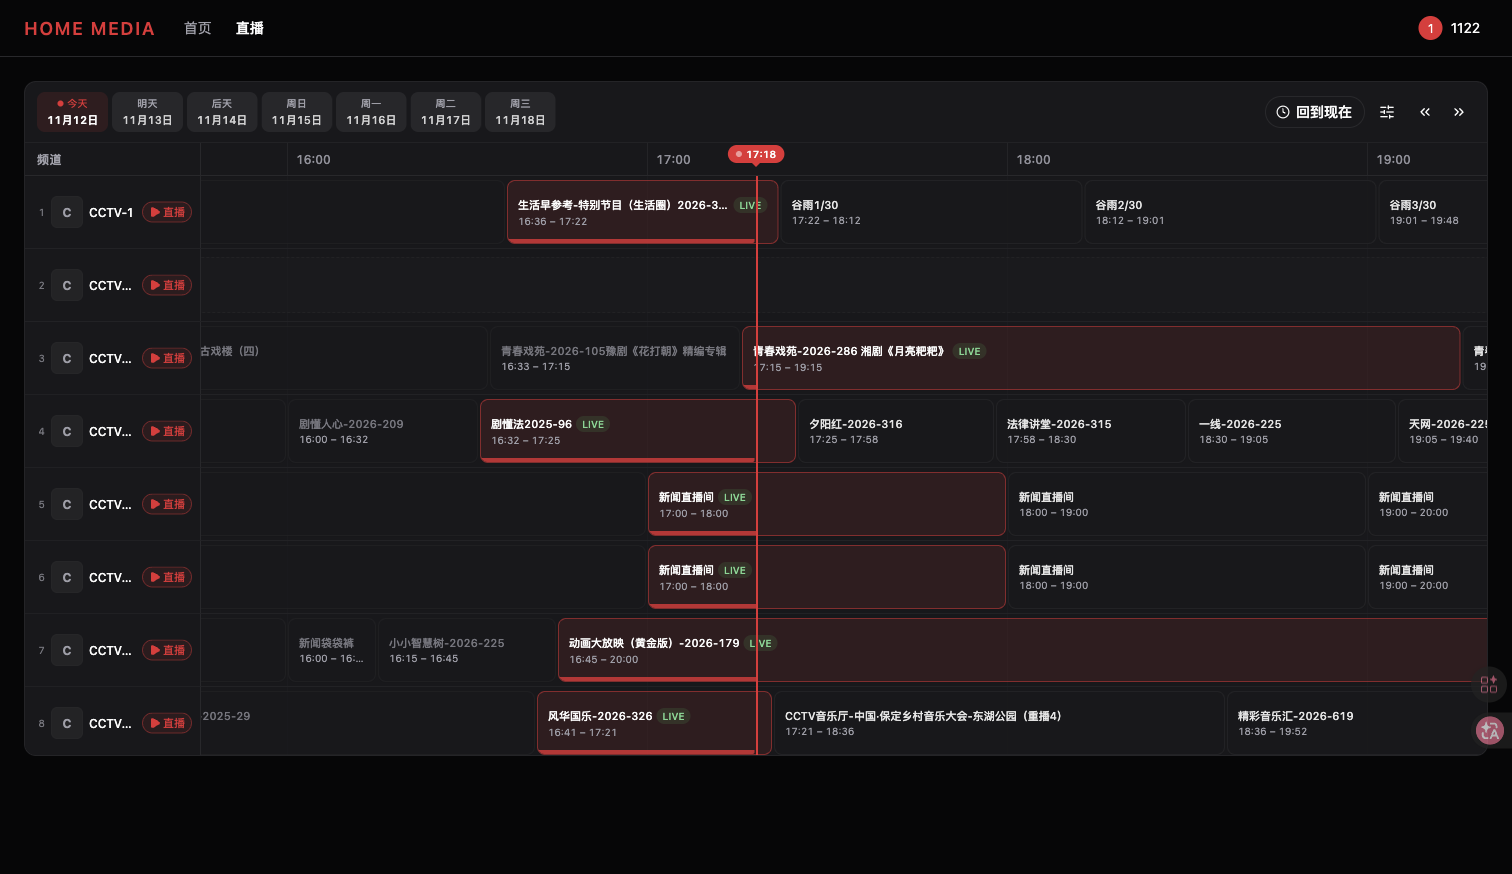 HOME MEDIA 首页 直播 1 1122
今天 明天 后天 周日 周一 周二 周三
11月12日 11月13日 11月14日 11月15日 11月16日 11月17日 11月18日 回到现在
频道 16:00 17:00 17:18 18:00 19:00
1 C CCTV-1 直播
生活早参考-特别节目（生活圈）2026-3... LIVE
16:36 – 17:22
谷雨1/30
17:22 – 18:12
谷雨2/30
18:12 – 19:01
谷雨3/30
19:01 – 19:48
2 C CCTV... 直播
3 C CCTV... 直播
古戏楼（四）
青春戏苑-2026-105豫剧《花打朝》精编专辑
16:33 – 17:15
青春戏苑-2026-286 湘剧《月亮粑粑》 LIVE
17:15 – 19:15
青
19
4 C CCTV... 直播
剧懂人心-2026-209
16:00 – 16:32
剧懂法2025-96 LIVE
16:32 – 17:25
夕阳红-2026-316
17:25 – 17:58
法律讲堂-2026-315
17:58 – 18:30
一线-2026-225
18:30 – 19:05
天网-2026-225
19:05 – 19:40
5 C CCTV... 直播
新闻直播间 LIVE
17:00 – 18:00
新闻直播间
18:00 – 19:00
新闻直播间
19:00 – 20:00
6 C CCTV... 直播
新闻直播间 LIVE
17:00 – 18:00
新闻直播间
18:00 – 19:00
新闻直播间
19:00 – 20:00
7 C CCTV... 直播
新闻袋袋裤
16:00 – 16:...
小小智慧树-2026-225
16:15 – 16:45
动画大放映（黄金版）-2026-179 LIVE
16:45 – 20:00
8 C CCTV... 直播
2025-29
风华国乐-2026-326 LIVE
16:41 – 17:21
CCTV音乐厅-中国·保定乡村音乐大会-东湖公园（重播4）
17:21 – 18:36
精彩音乐汇-2026-619
18:36 – 19:52